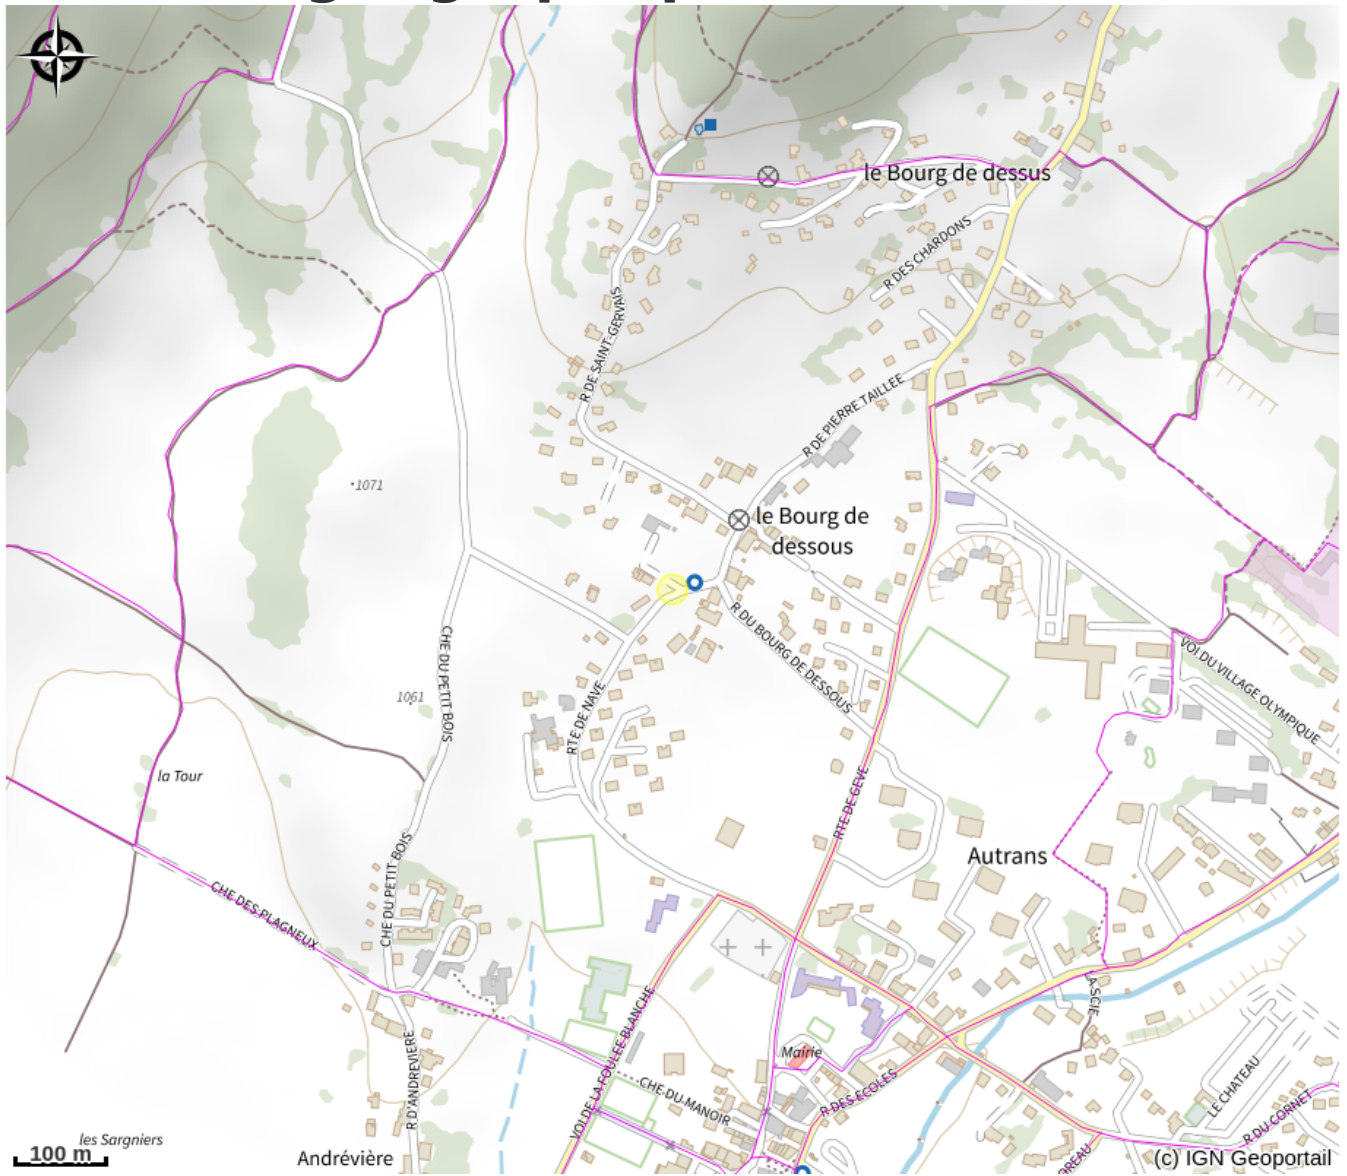 le Bourg de dessus
R DES CHARDONS
R DE SAINT-GERVAIS
R DE PIERRE TAILLEE
1071
le Bourg de
dessous
R DU BOURG DE DESSOUS
CHE DU PETIT BOIS
VOI DU VILLAGE OLYMPIQUE
1061
RTE DE NAVE
la Tour
RTE DE GEVE
Autrans
CHE DU PETIT BOIS
CHE DES PLAGNEUX
LA SCIE
VOI DE LA FOULEE BLANCHE
Mairie
R D'ANDREVIERE
CHE DU MANOIR
R DES ECOLES
LE CHATEAU
R DU CORNET
les Sargniers
100 m
Andrévière
GREAU
(c) IGN Geoportail